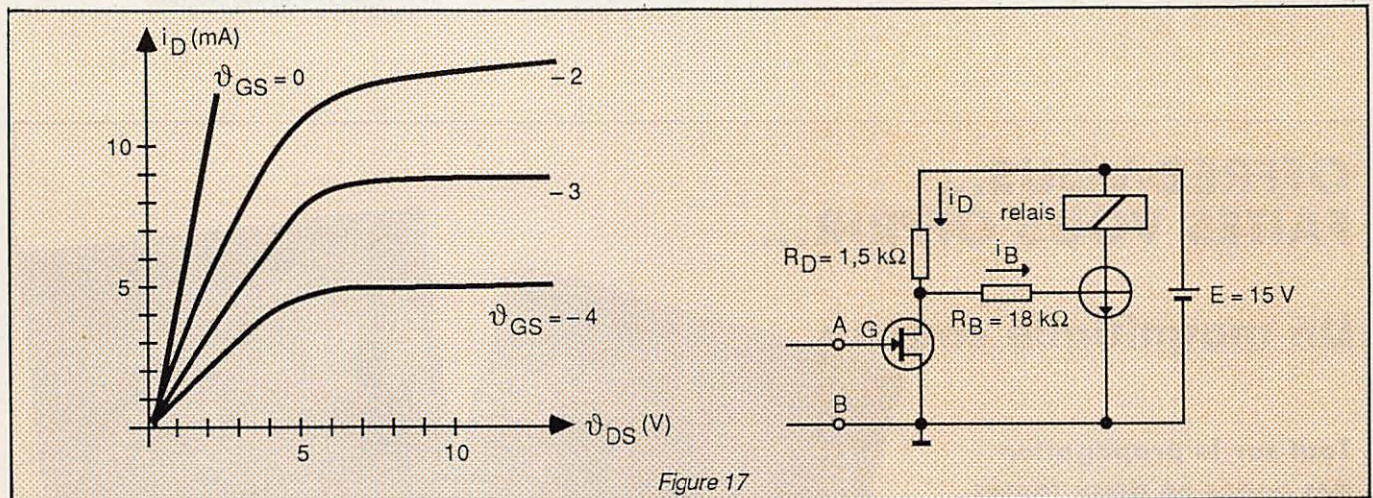 i_D (mA)
ϑ_GS = 0
−2
10
−3
5
ϑ_GS = −4
5
10
ϑ_DS (V)
i_D
relais
R_D = 1,5 kΩ
i_B
E = 15 V
R_B = 18 kΩ
A
G
B
Figure 17